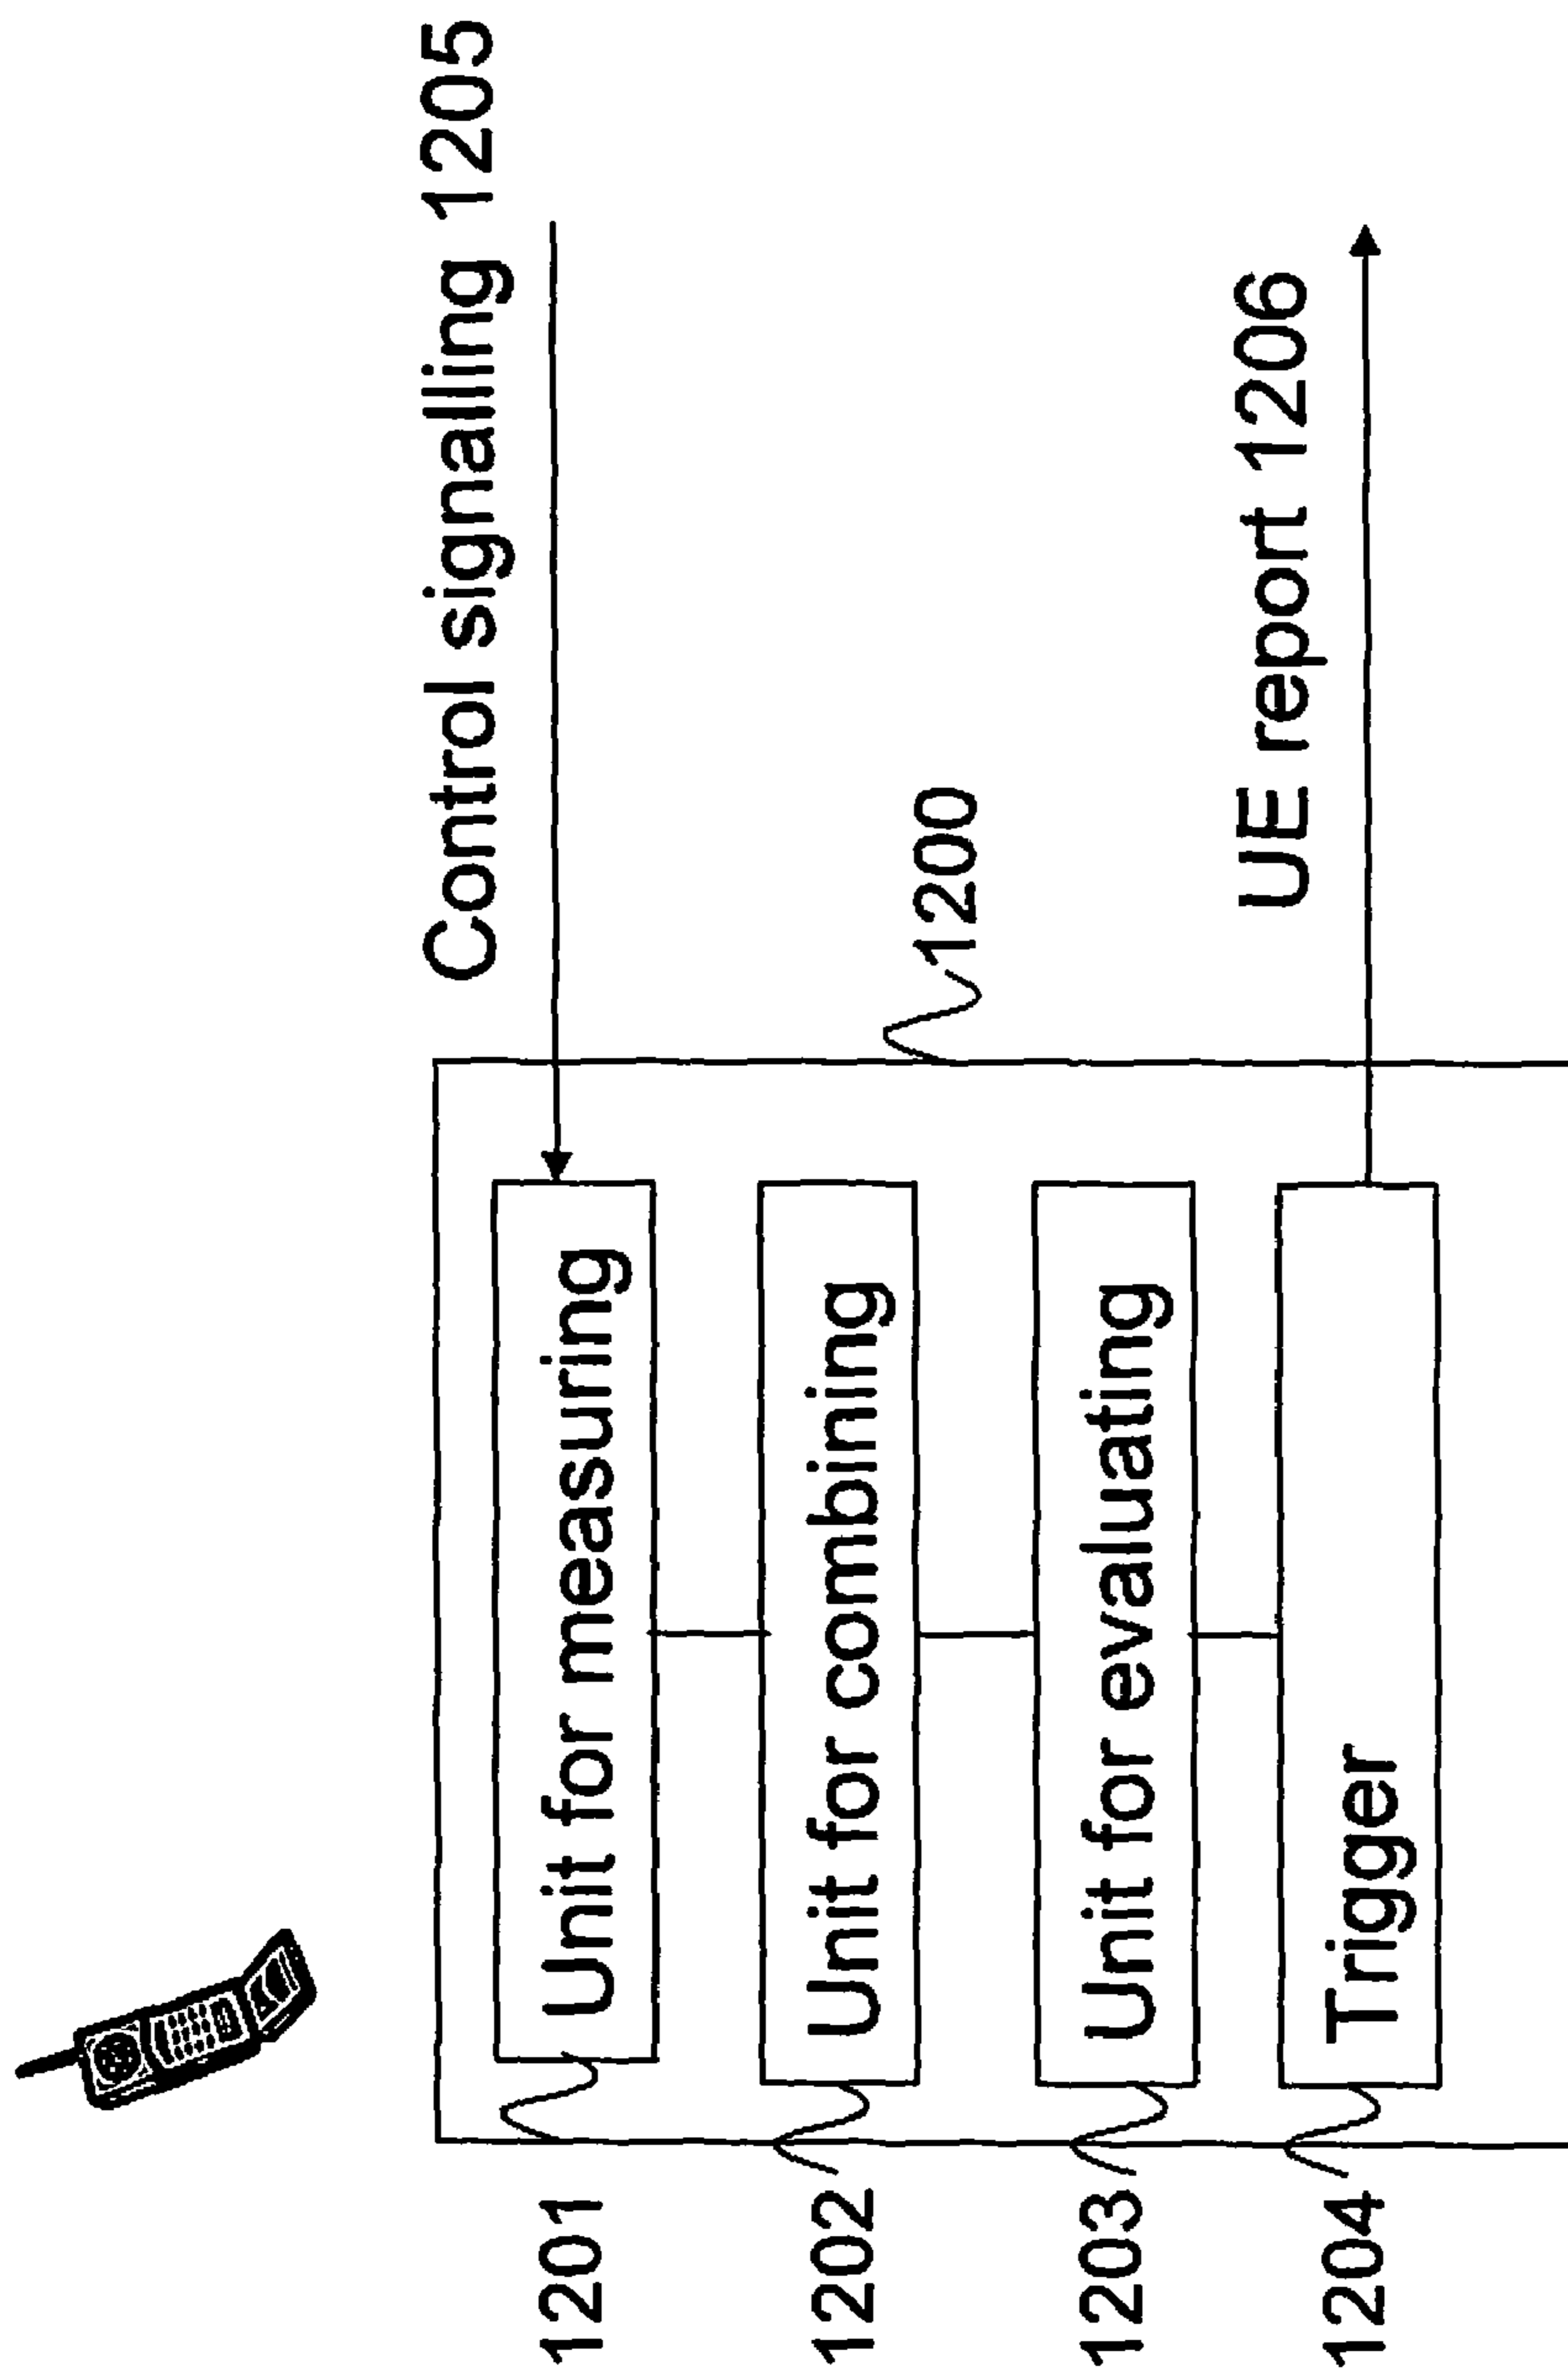 Control signalling 1205
1201
Unit for measuring
1202
Unit for combining
1200
1203
Unit for evaluating
UE report 1206
1204
Trigger